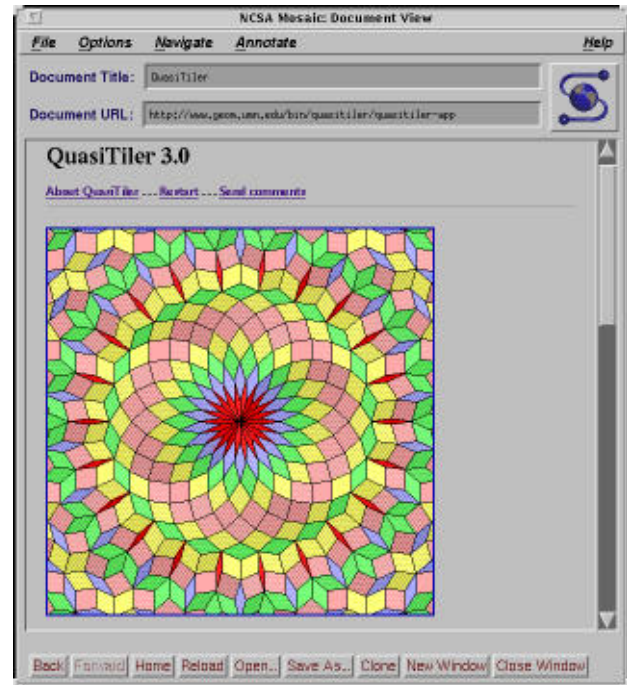 NCSA Mosaic: Document View
File Options Navigate Annotate Help
Document Title: QuasiTiler
Document URL: http://www.geom.umn.edu/bin/quasitiler/quasitiler-app
QuasiTiler 3.0
About QuasiTiler ... Restart ... Send comments
Back Forward Home Reload Open... Save As... Clone New Window Close Window